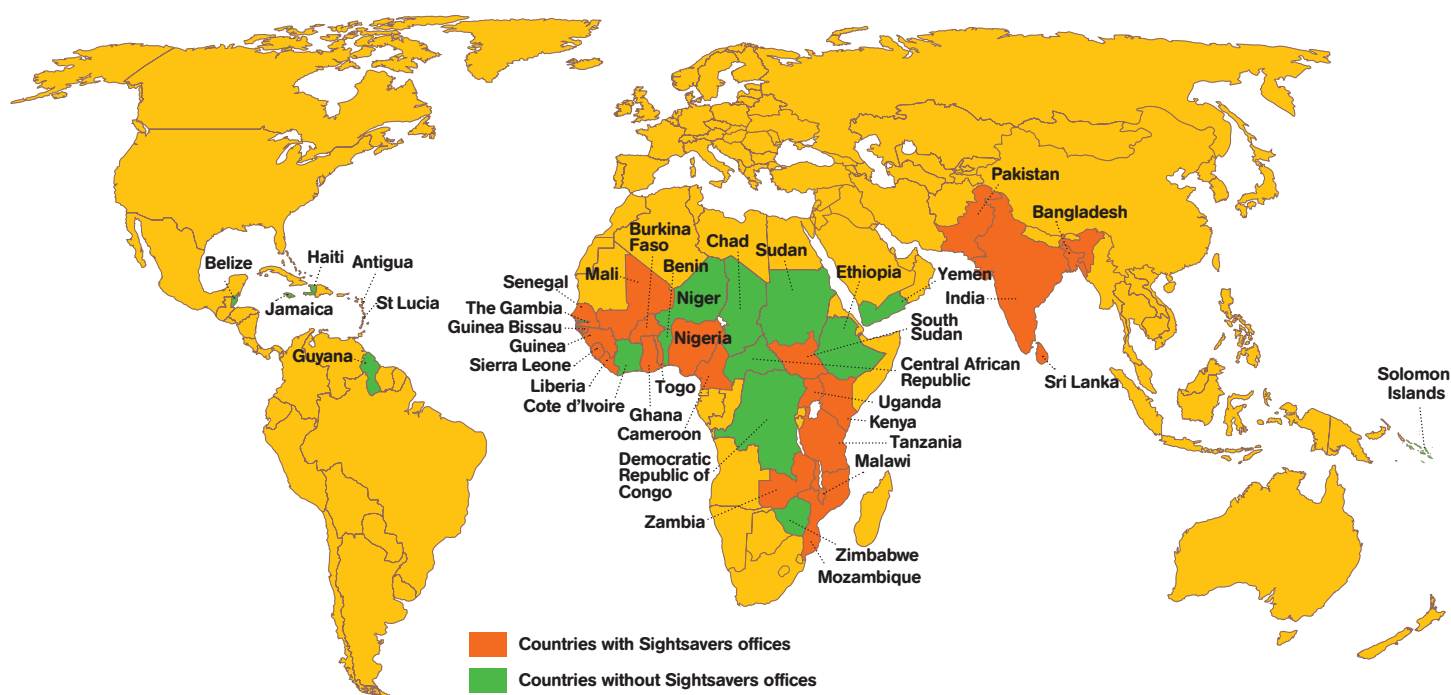 Belize
Haiti
Antigua
Jamaica
St Lucia
Guyana
Senegal
The Gambia
Guinea Bissau
Guinea
Sierra Leone
Liberia
Cote d’Ivoire
Mali
Burkina
Faso
Benin
Niger
Nigeria
Chad
Sudan
Ethiopia
Yemen
India
Pakistan
Bangladesh
Sri Lanka
South
Sudan
Central African
Republic
Uganda
Kenya
Tanzania
Malawi
Togo
Ghana
Cameroon
Democratic
Republic of
Congo
Zambia
Zimbabwe
Mozambique
Solomon
Islands
Countries with Sightsavers offices
Countries without Sightsavers offices